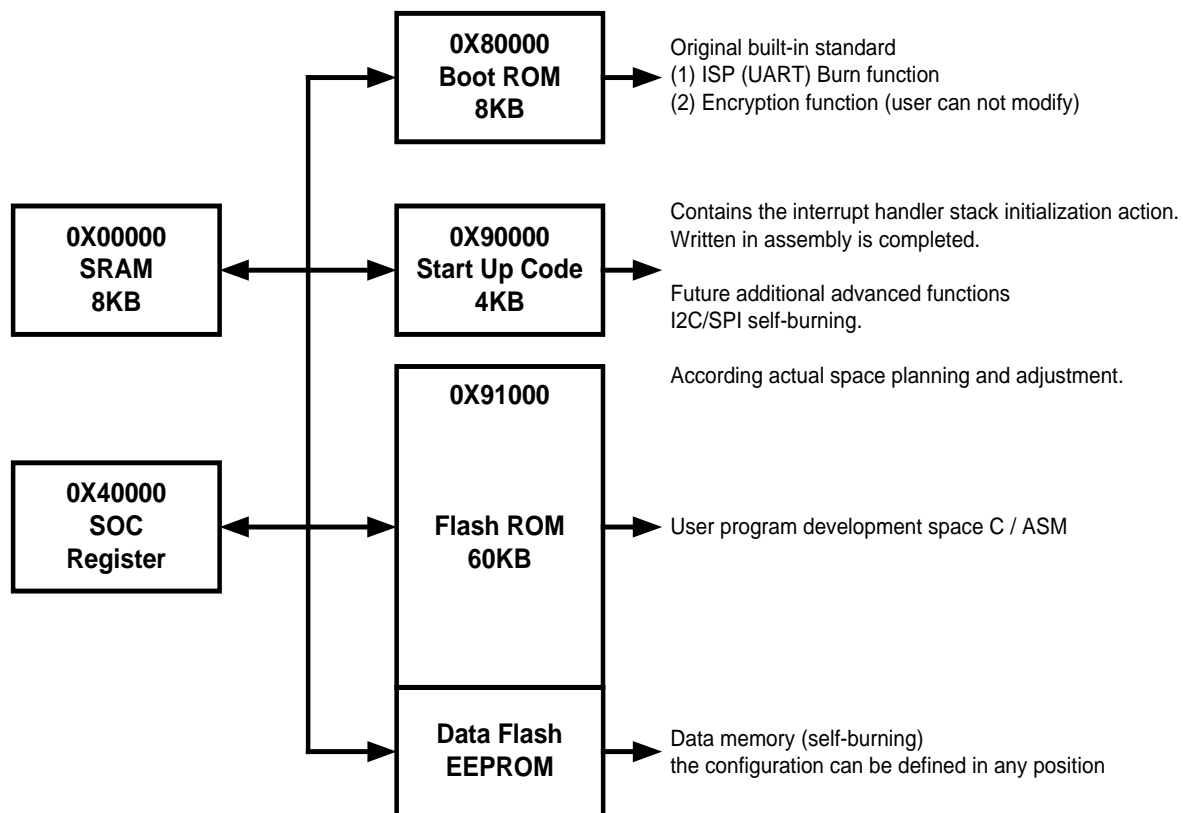 0X80000
Boot ROM
8KB
Original built-in standard
(1) ISP (UART) Burn function
(2) Encryption function (user can not modify)
0X00000
SRAM
8KB
0X90000
Start Up Code
4KB
Contains the interrupt handler stack initialization action.
Written in assembly is completed.
Future additional advanced functions
I2C/SPI self-burning.
According actual space planning and adjustment.
0X40000
SOC
Register
0X91000
Flash ROM
60KB
User program development space C / ASM
Data Flash
EEPROM
Data memory (self-burning)
the configuration can be defined in any position